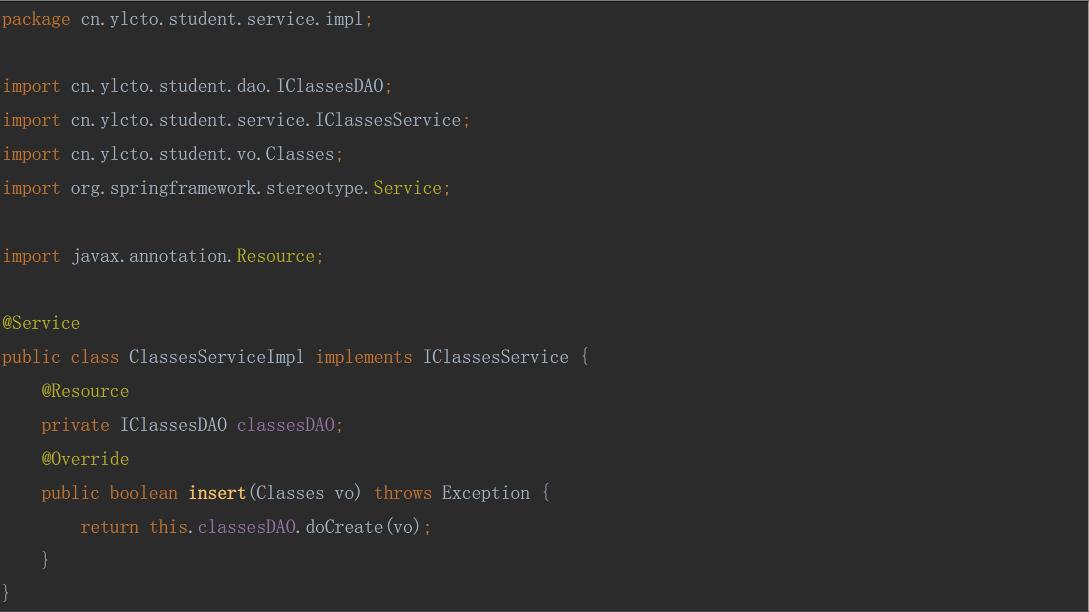 package cn.ylcto.student.service.impl;
import cn.ylcto.student.dao.IClassesDAO;
import cn.ylcto.student.service.IClassesService;
import cn.ylcto.student.vo.Classes;
import org.springframework.stereotype.Service;
import javax.annotation.Resource;
@Service
public class ClassesServiceImpl implements IClassesService {
    @Resource
    private IClassesDAO classesDAO;
    @Override
    public boolean insert(Classes vo) throws Exception {
        return this.classesDAO.doCreate(vo);
    }
}